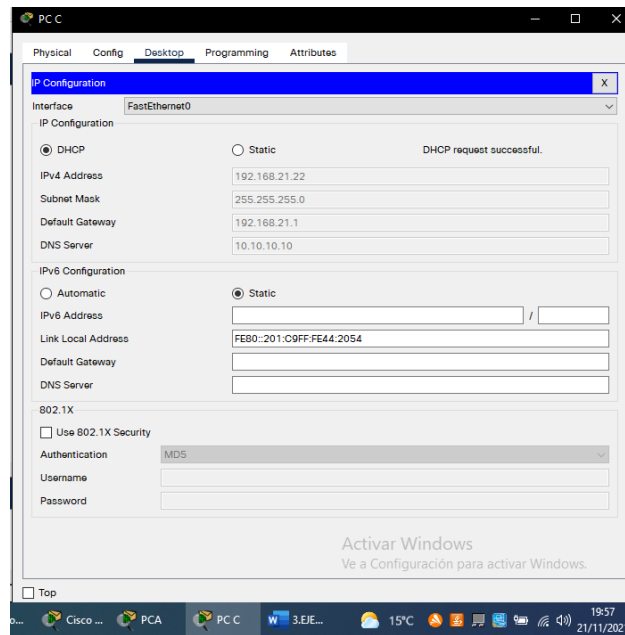 PC C
Physical Config Desktop Programming Attributes
IP Configuration X
Interface FastEthernet0
IP Configuration
DHCP Static DHCP request successful.
IPv4 Address 192.168.21.22
Subnet Mask 255.255.255.0
Default Gateway 192.168.21.1
DNS Server 10.10.10.10
IPv6 Configuration
Automatic Static
IPv6 Address /
Link Local Address FE80::201:C9FF:FE44:2054
Default Gateway
DNS Server
802.1X
Use 802.1X Security
Authentication MD5
Username
Password
Activar Windows
Ve a Configuración para activar Windows.
Top
o... Cisco ... PCA PC C 3.EJE... 15°C 19:57
21/11/202